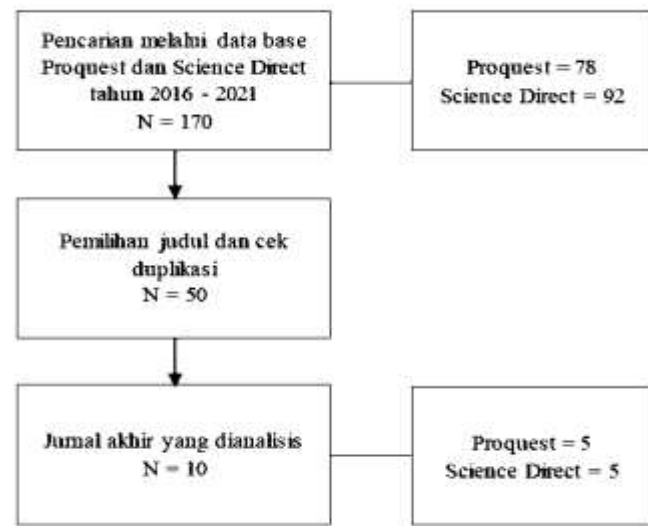 Pencarian melalui data base
Proquest dan Science Direct
tahun 2016 - 2021
N = 170
Proquest = 78
Science Direct = 92
Pemilihan judul dan cek
duplikasi
N = 50
Jurnal akhir yang dianalisis
N = 10
Proquest = 5
Science Direct = 5